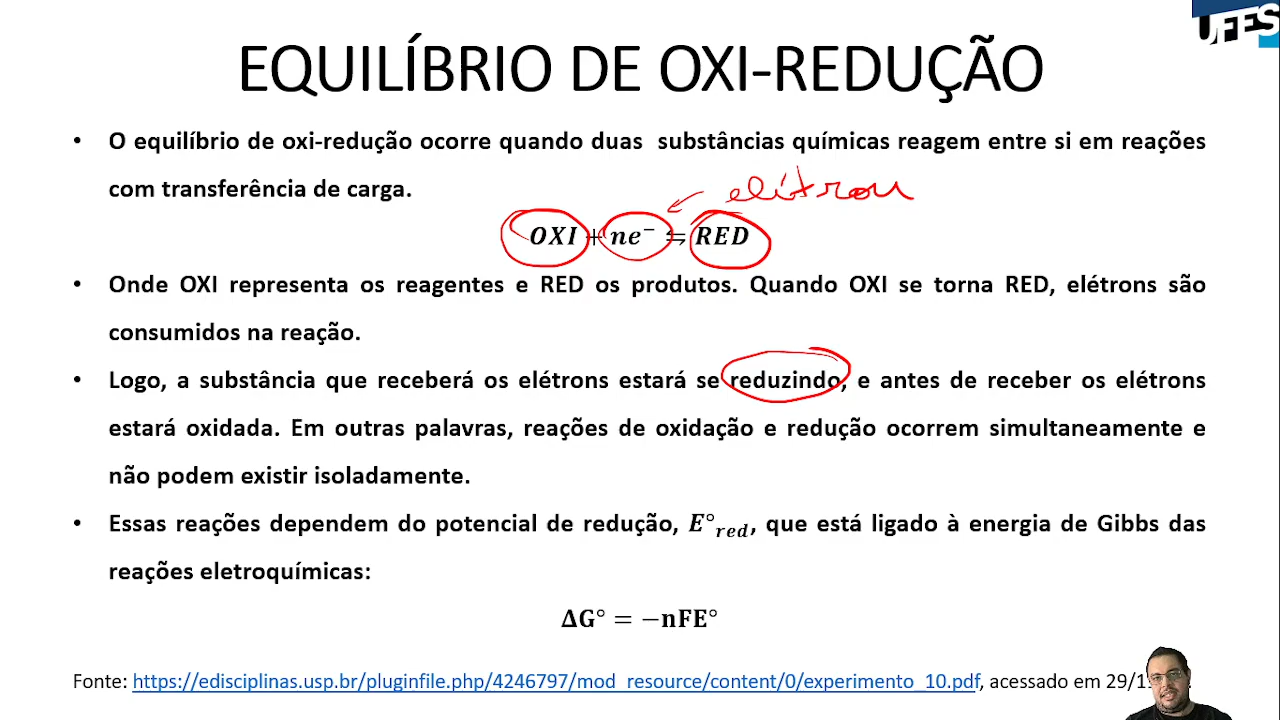 UFES
EQUILÍBRIO DE OXI-REDUÇÃO
• O equilíbrio de oxi-redução ocorre quando duas substâncias químicas reagem entre si em reações
com transferência de carga.
elétron
OXI + ne⁻ ⇋ RED
• Onde OXI representa os reagentes e RED os produtos. Quando OXI se torna RED, elétrons são
consumidos na reação.
• Logo, a substância que receberá os elétrons estará se reduzindo, e antes de receber os elétrons
estará oxidada. Em outras palavras, reações de oxidação e redução ocorrem simultaneamente e
não podem existir isoladamente.
• Essas reações dependem do potencial de redução, E°red, que está ligado à energia de Gibbs das
reações eletroquímicas:
ΔG° = −nFE°
Fonte: https://edisciplinas.usp.br/pluginfile.php/4246797/mod_resource/content/0/experimento_10.pdf, acessado em 29/1